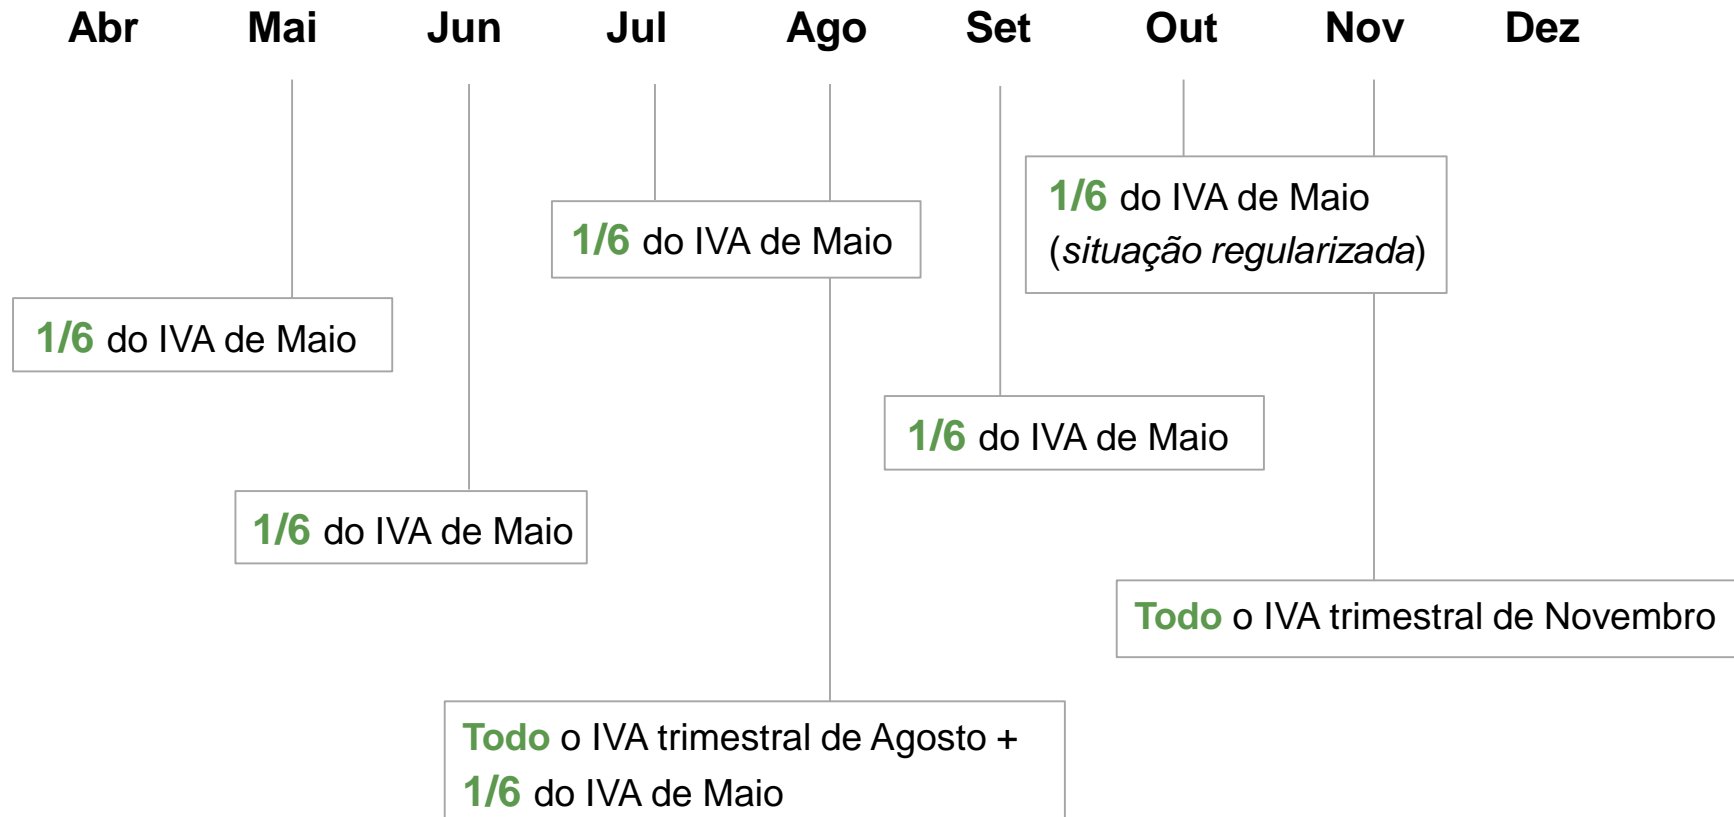 Abr Mai Jun Jul Ago Set Out Nov Dez
1/6 do IVA de Maio
(situação regularizada)
1/6 do IVA de Maio
1/6 do IVA de Maio
1/6 do IVA de Maio
1/6 do IVA de Maio
Todo o IVA trimestral de Novembro
Todo o IVA trimestral de Agosto +
1/6 do IVA de Maio